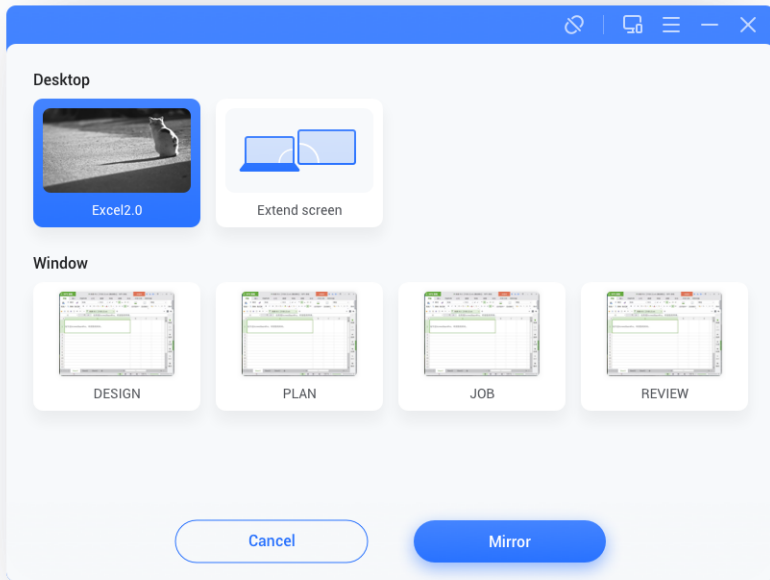 Desktop
Excel2.0
Extend screen
Window
DESIGN
PLAN
JOB
REVIEW
Cancel
Mirror